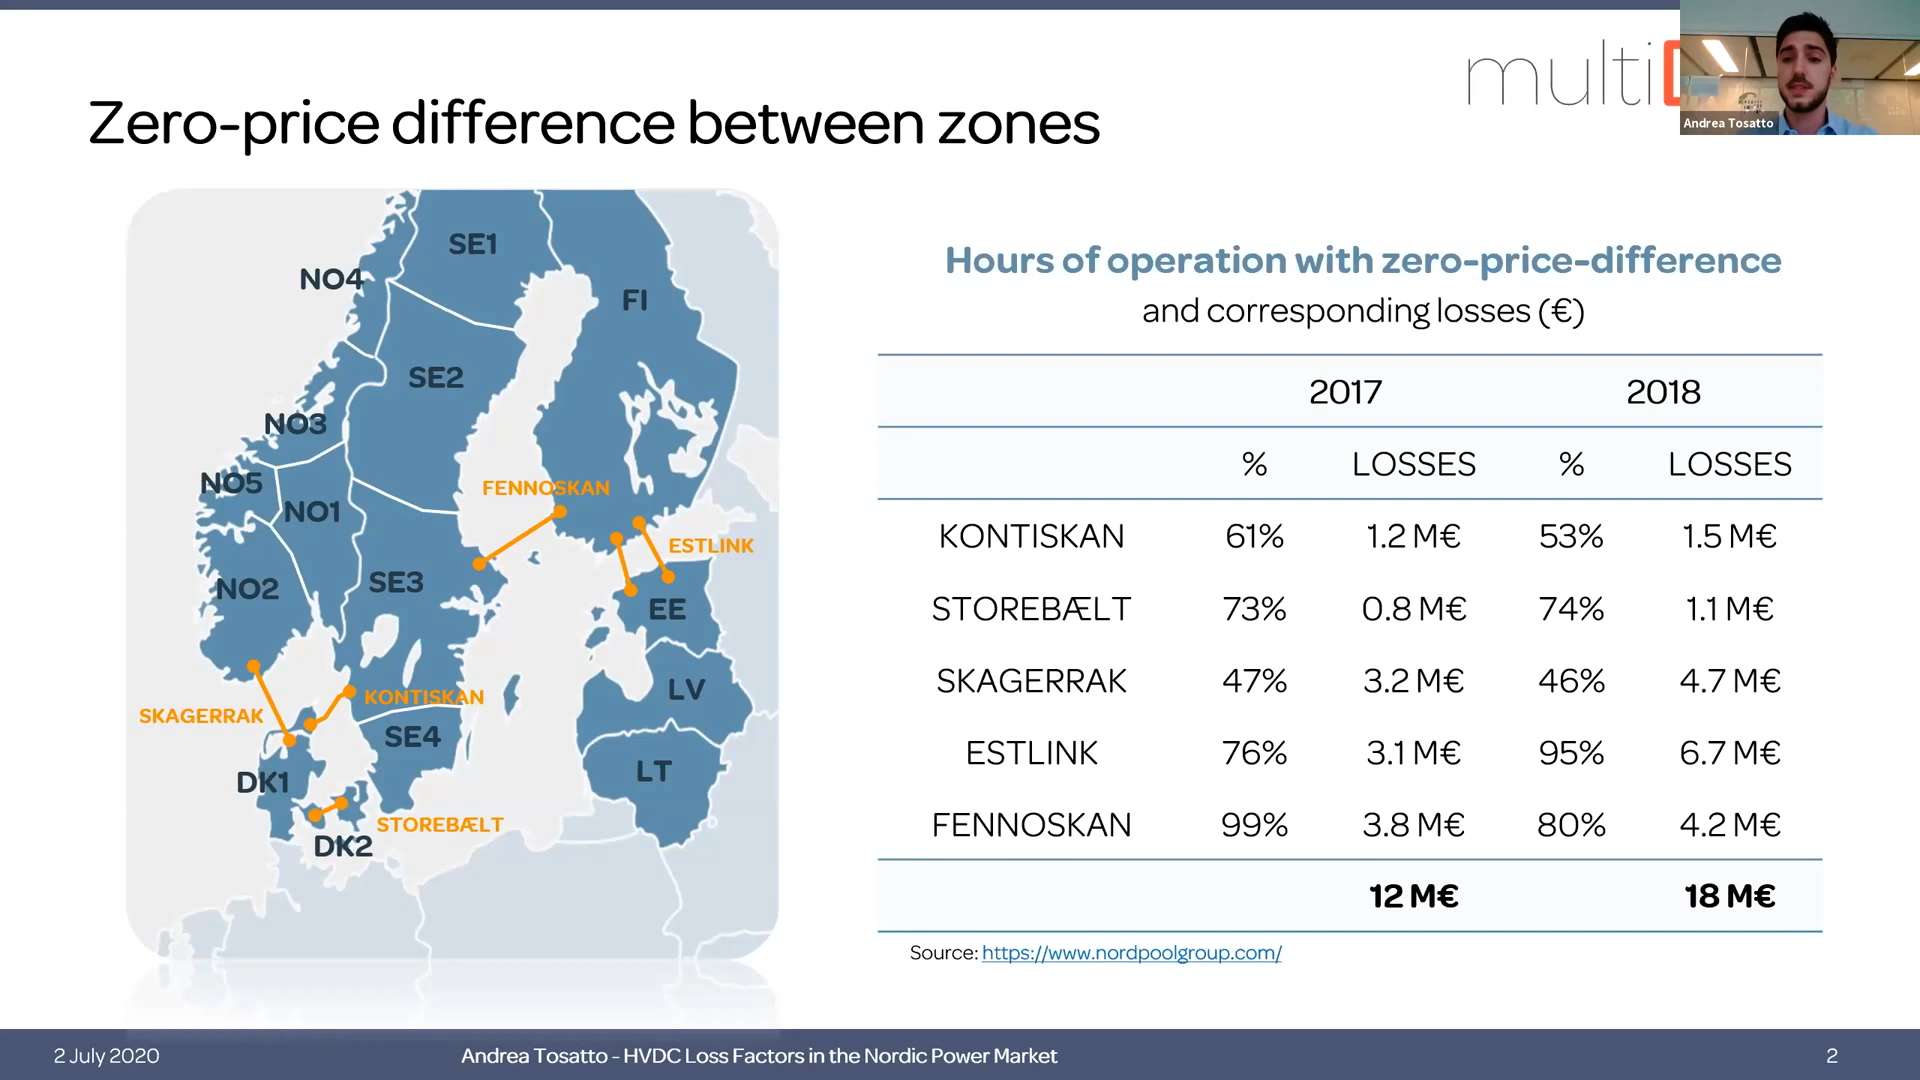 multi
Andrea Tosatto
Zero-price difference between zones
SE1
NO4
FI
SE2
NO3
NO5
NO1
FENNOSKAN
ESTLINK
NO2
SE3
EE
SKAGERRAK
KONTISKAN
LV
SE4
LT
DK1
STOREBÆLT
DK2
Hours of operation with zero-price-difference
and corresponding losses (€)
2017 2018
% LOSSES % LOSSES
KONTISKAN 61% 1.2 M€ 53% 1.5 M€
STOREBÆLT 73% 0.8 M€ 74% 1.1 M€
SKAGERRAK 47% 3.2 M€ 46% 4.7 M€
ESTLINK 76% 3.1 M€ 95% 6.7 M€
FENNOSKAN 99% 3.8 M€ 80% 4.2 M€
12 M€ 18 M€
Source: https://www.nordpoolgroup.com/
2 July 2020 Andrea Tosatto - HVDC Loss Factors in the Nordic Power Market 2